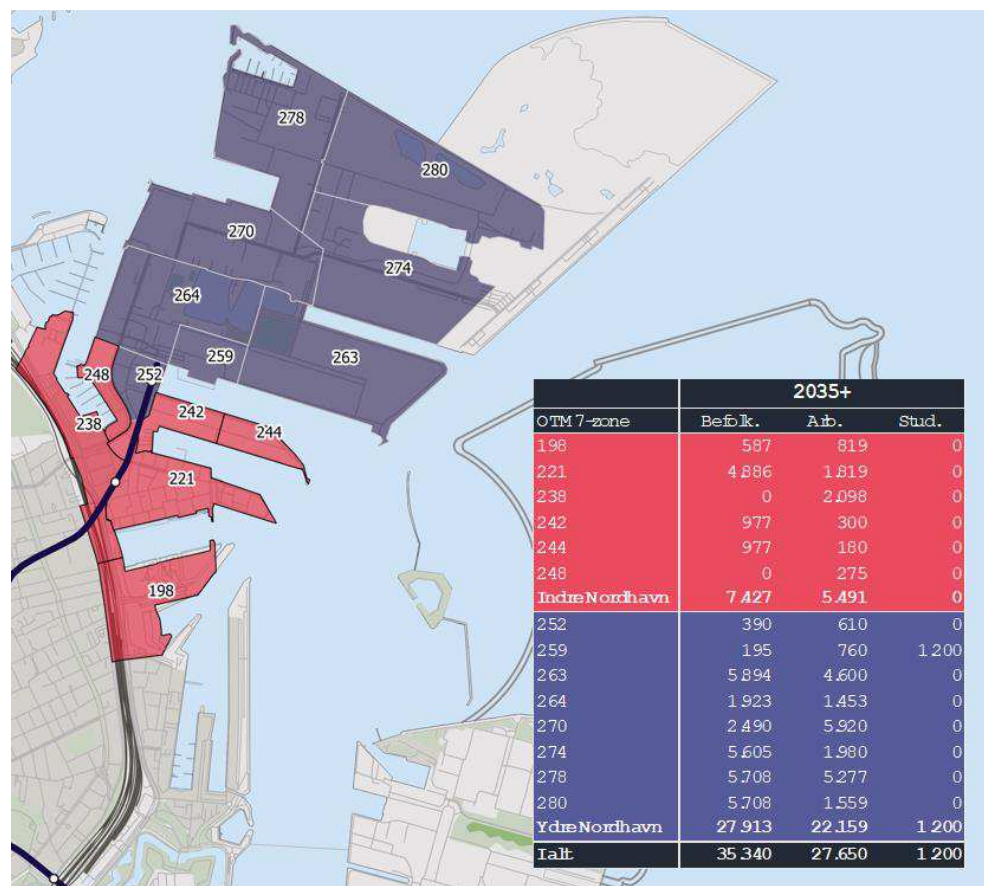 278
280
270
274
264
259
263
248
252
242
238
244
221
198
2035+
OTM 7-zone Befolk. Arb. Stud.
198 587 819 0
221 4.886 1.819 0
238 0 2.098 0
242 977 300 0
244 977 180 0
248 0 275 0
Indre Nordhavn 7.427 5.491 0
252 390 610 0
259 195 760 1.200
263 5.894 4.600 0
264 1.923 1.453 0
270 2.490 5.920 0
274 5.605 1.980 0
278 5.708 5.277 0
280 5.708 1.559 0
Ydre Nordhavn 27.913 22.159 1.200
Ialt 35.340 27.650 1.200